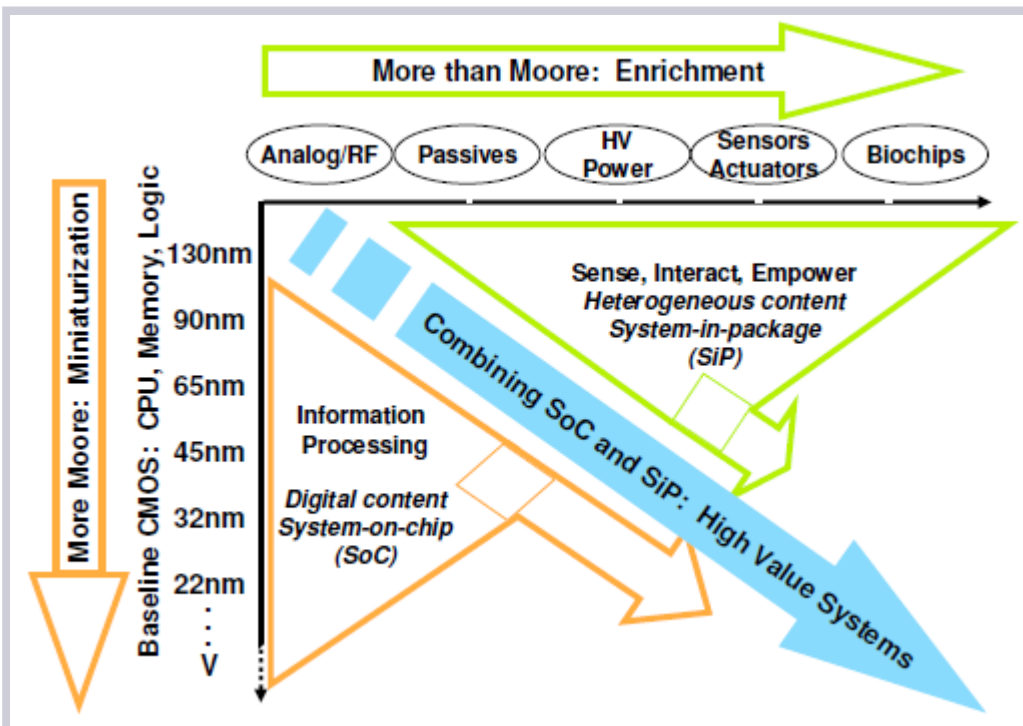 More than Moore: Enrichment
Analog/RF
Passives
HV
Power
Sensors
Actuators
Biochips
More Moore: Miniaturization
Baseline CMOS: CPU, Memory, Logic
130nm
90nm
65nm
45nm
32nm
22nm
V
Sense, Interact, Empower
Heterogeneous content
System-in-package
(SiP)
Information
Processing
Digital content
System-on-chip
(SoC)
Combining SoC and SiP: High Value Systems